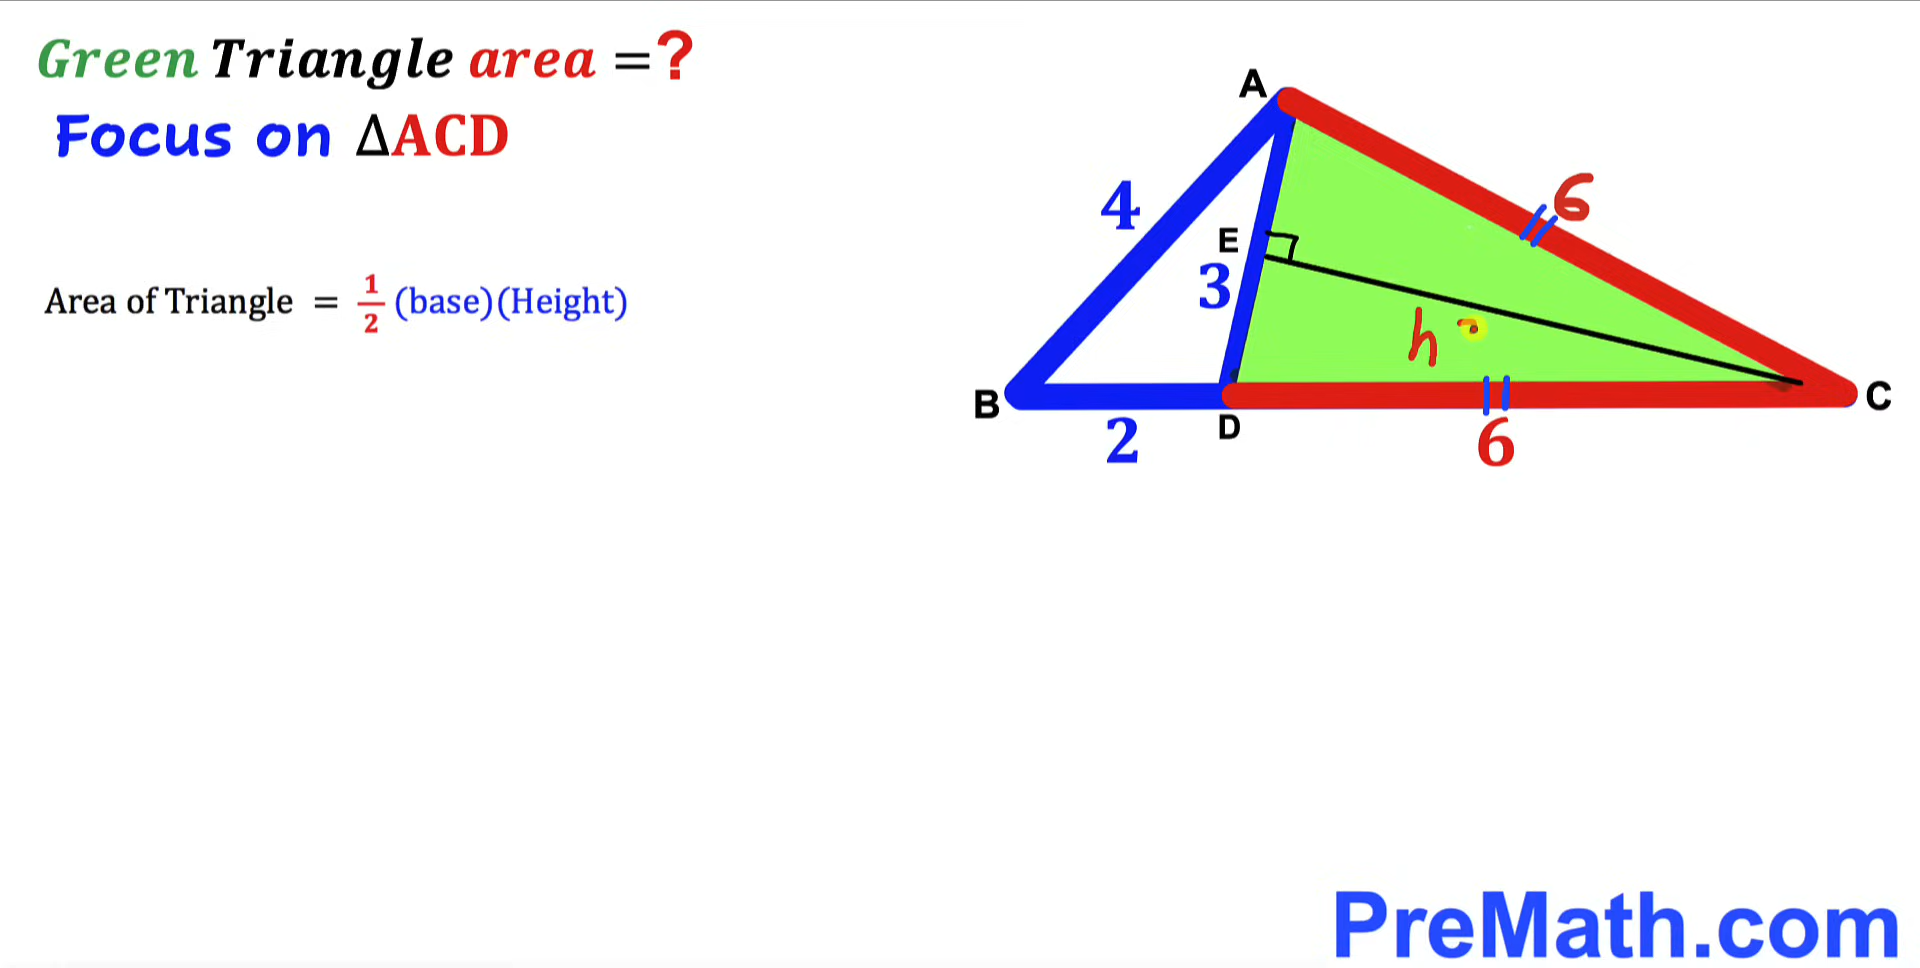 Green Triangle area =?
Focus on ΔACD
Area of Triangle = 1/2 (base)(Height)
A
4
6
E
3
h
B
D
C
2
6
PreMath.com